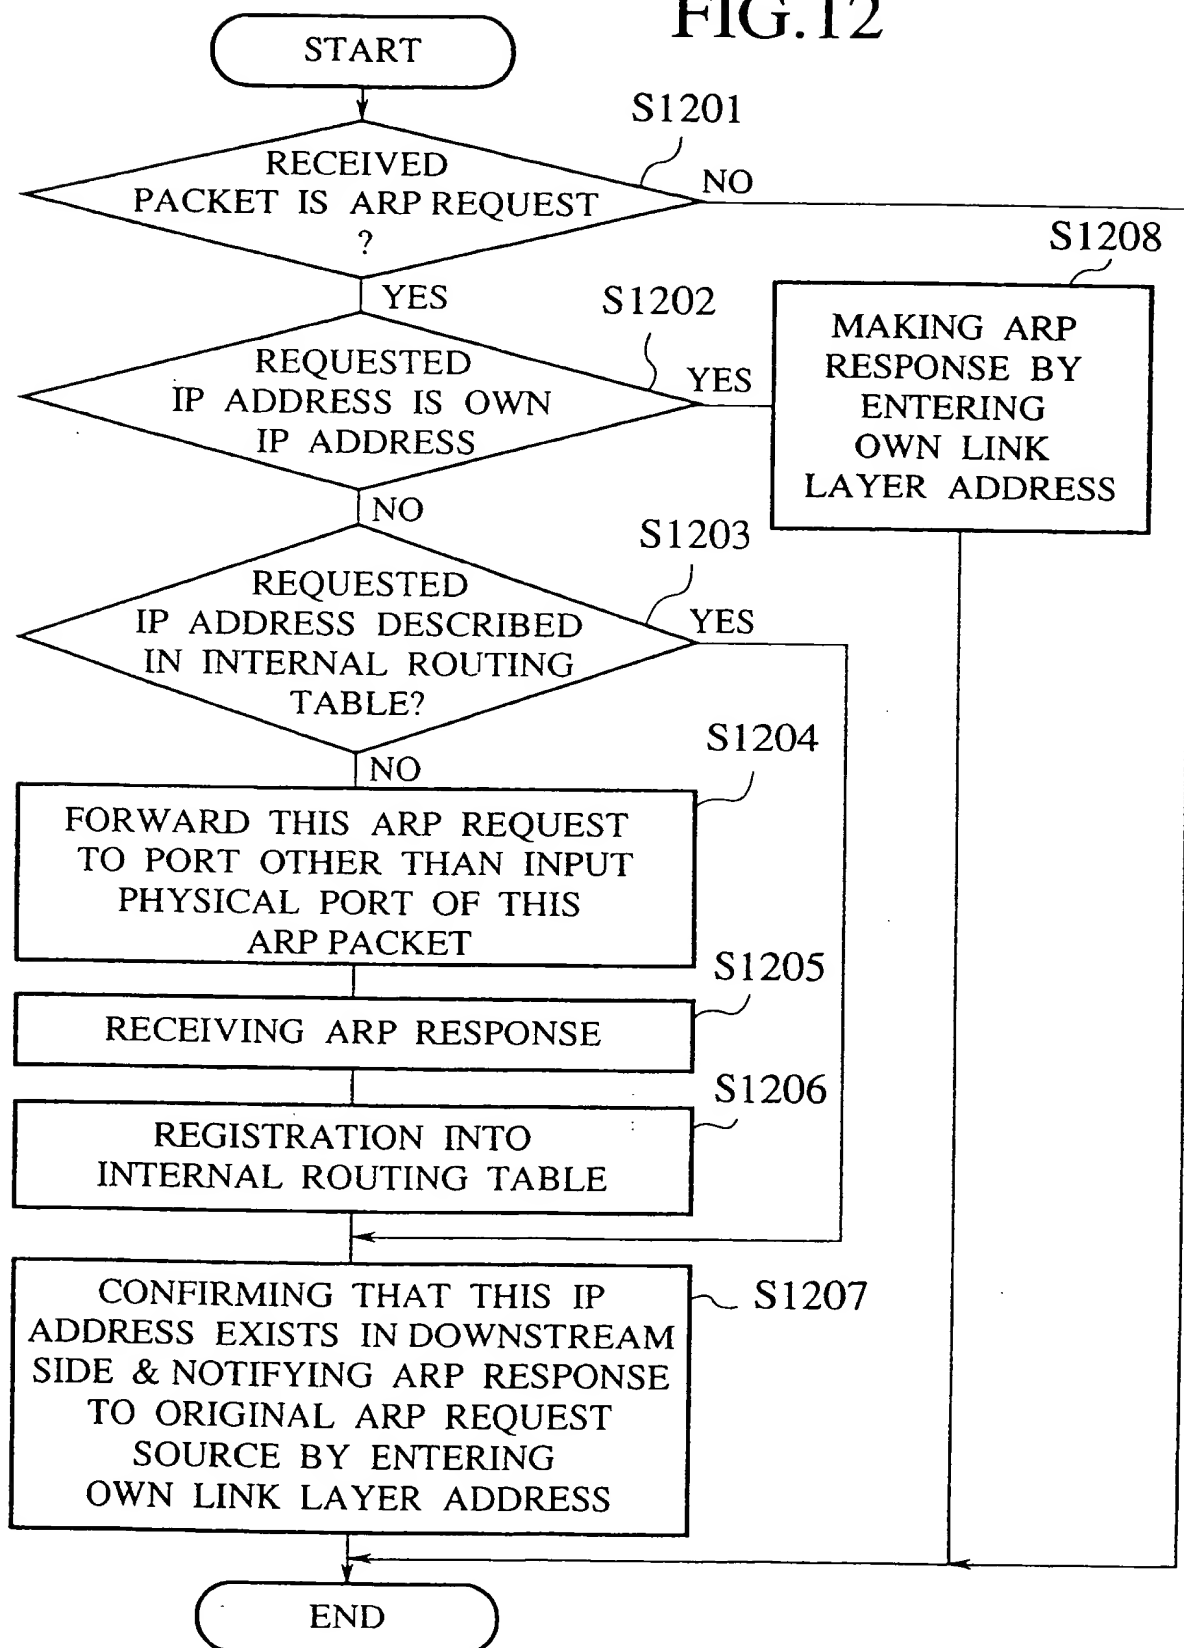 FIG.12
START
S1201
RECEIVED
PACKET IS ARP REQUEST
?
NO
YES
S1202
REQUESTED
IP ADDRESS IS OWN
IP ADDRESS
YES
S1208
MAKING ARP
RESPONSE BY
ENTERING
OWN LINK
LAYER ADDRESS
NO
S1203
REQUESTED
IP ADDRESS DESCRIBED
IN INTERNAL ROUTING
TABLE?
YES
NO
S1204
FORWARD THIS ARP REQUEST
TO PORT OTHER THAN INPUT
PHYSICAL PORT OF THIS
ARP PACKET
S1205
RECEIVING ARP RESPONSE
S1206
REGISTRATION INTO
INTERNAL ROUTING TABLE
S1207
CONFIRMING THAT THIS IP
ADDRESS EXISTS IN DOWNSTREAM
SIDE & NOTIFYING ARP RESPONSE
TO ORIGINAL ARP REQUEST
SOURCE BY ENTERING
OWN LINK LAYER ADDRESS
END